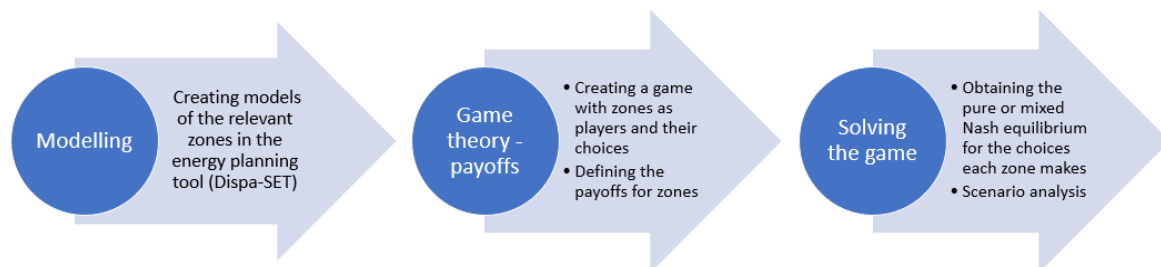 Modelling
Creating models
of the relevant
zones in the
energy planning
tool (Dispa-SET)
Game
theory -
payoffs
• Creating a game
with zones as
players and their
choices
• Defining the
payoffs for zones
Solving
the game
• Obtaining the
pure or mixed
Nash equilibrium
for the choices
each zone makes
• Scenario analysis